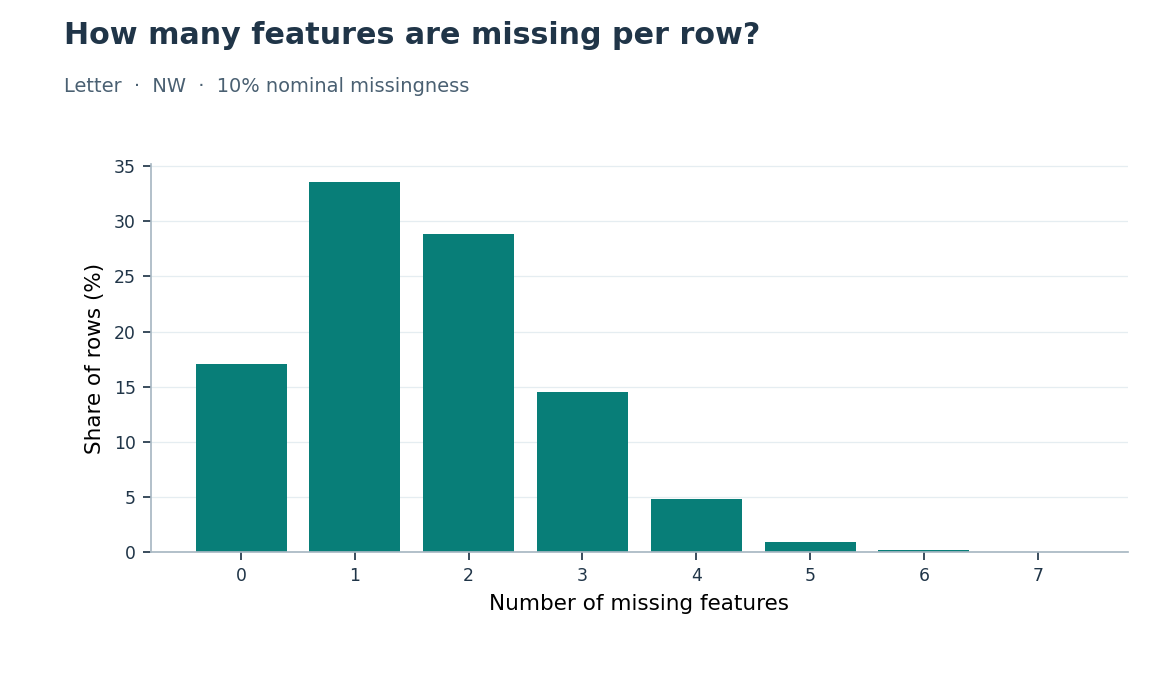 How many features are missing per row?
Letter · NW · 10% nominal missingness
35
30
25
20
15
10
5
0
Share of rows (%)
0 1 2 3 4 5 6 7
Number of missing features